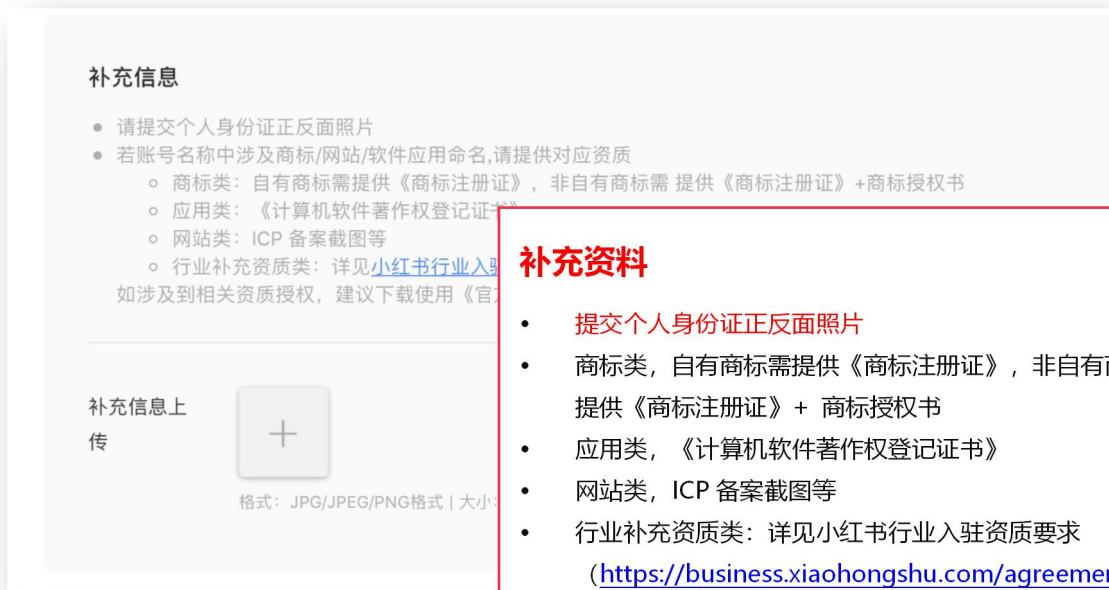 补充信息
● 请提交个人身份证正反面照片
● 若账号名称中涉及商标/网站/软件应用命名,请提供对应资质
○ 商标类：自有商标需提供《商标注册证》，非自有商标需 提供《商标注册证》+商标授权书
○ 应用类：《计算机软件著作权登记证书》
○ 网站类：ICP 备案截图等
○ 行业补充资质类：详见小红书行业入驻
如涉及到相关资质授权，建议下载使用《官
补充信息上
传
+
格式：JPG/JPEG/PNG格式 | 大小:
补充资料
• 提交个人身份证正反面照片
• 商标类，自有商标需提供《商标注册证》，非自有
提供《商标注册证》+ 商标授权书
• 应用类，《计算机软件著作权登记证书》
• 网站类，ICP 备案截图等
• 行业补充资质类：详见小红书行业入驻资质要求
（https://business.xiaohongshu.com/agreemen